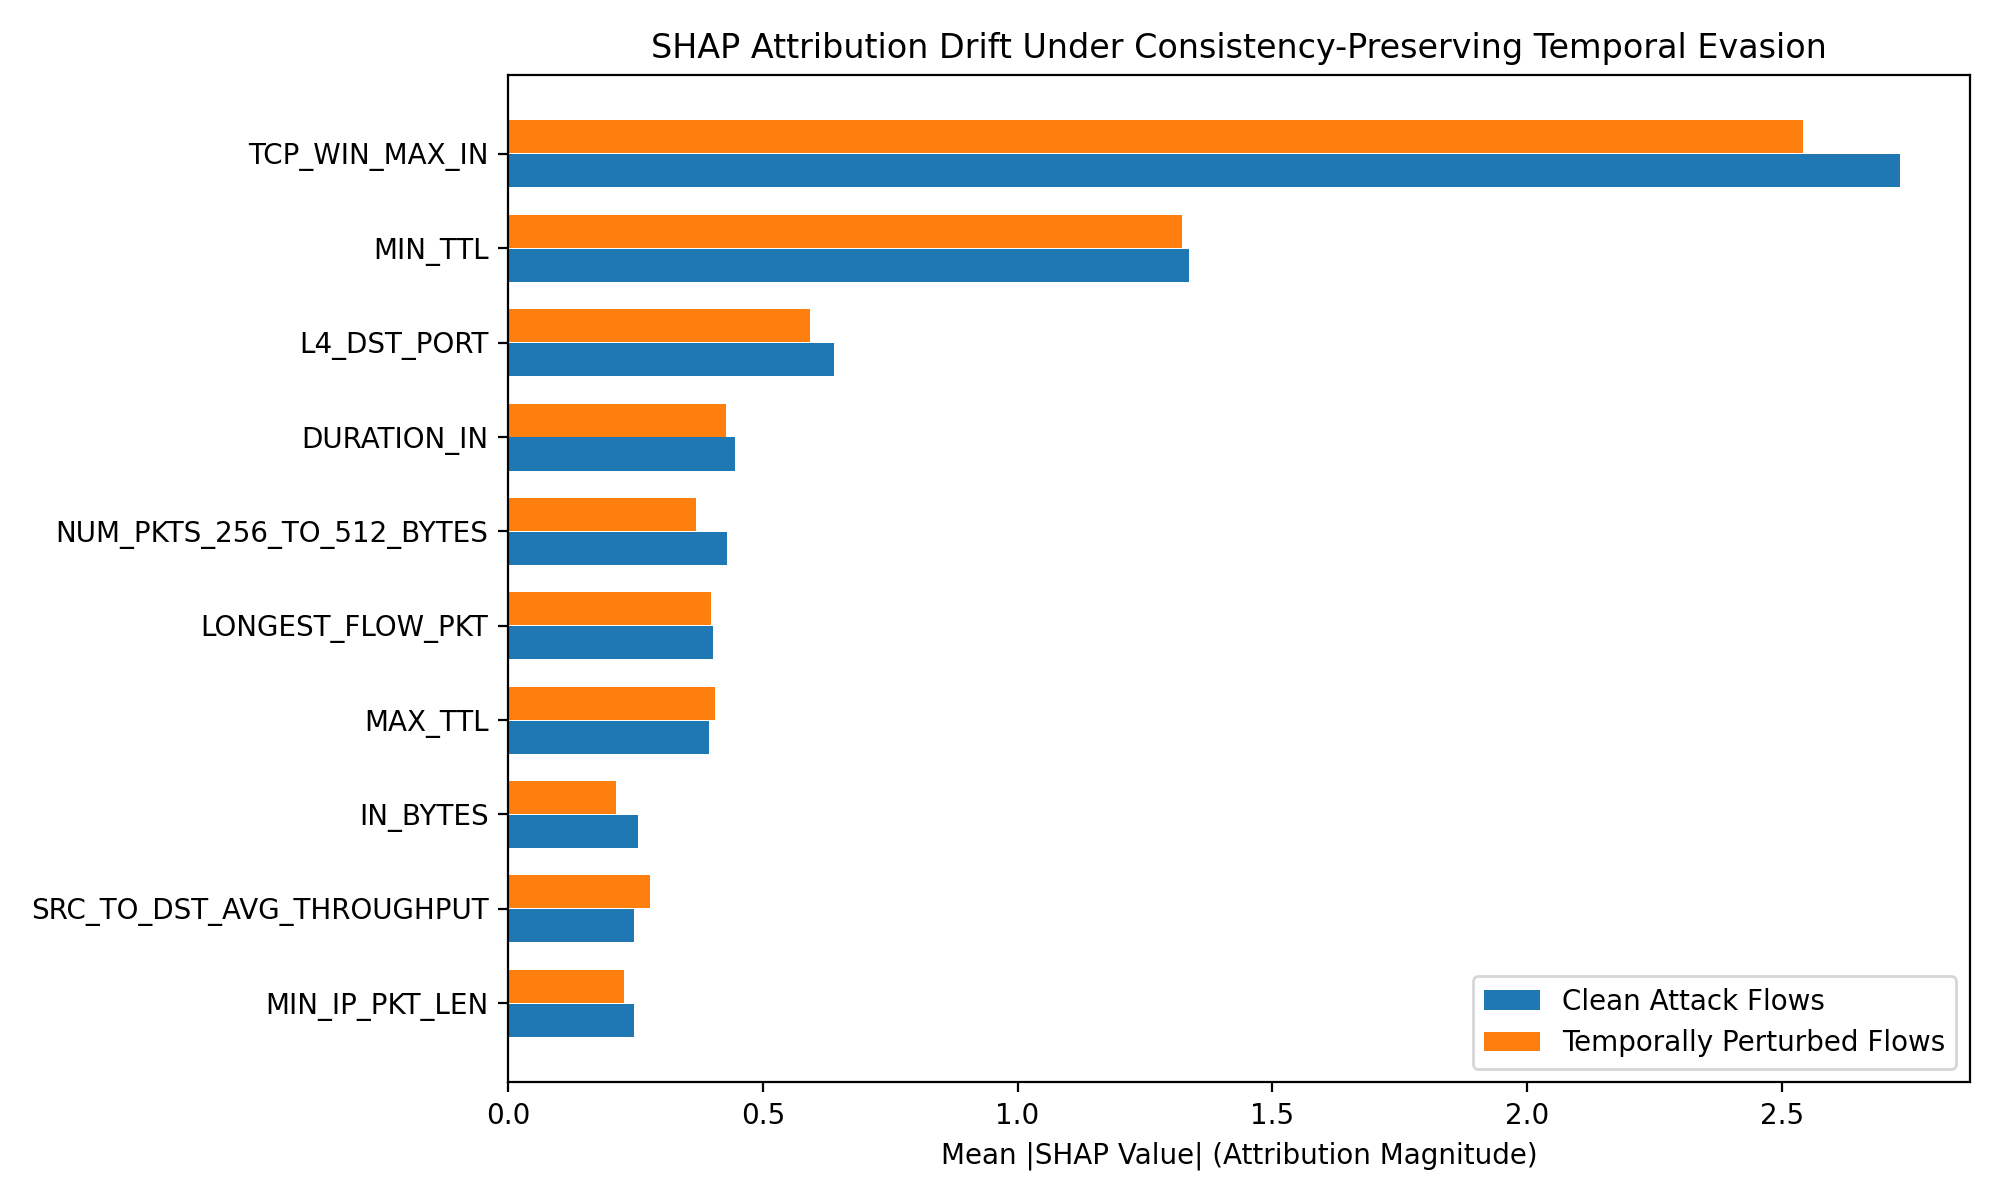 SHAP Attribution Drift Under Consistency-Preserving Temporal Evasion
TCP_WIN_MAX_IN
MIN_TTL
L4_DST_PORT
DURATION_IN
NUM_PKTS_256_TO_512_BYTES
LONGEST_FLOW_PKT
MAX_TTL
IN_BYTES
SRC_TO_DST_AVG_THROUGHPUT
MIN_IP_PKT_LEN
Clean Attack Flows
Temporally Perturbed Flows
0.0 0.5 1.0 1.5 2.0 2.5
Mean |SHAP Value| (Attribution Magnitude)